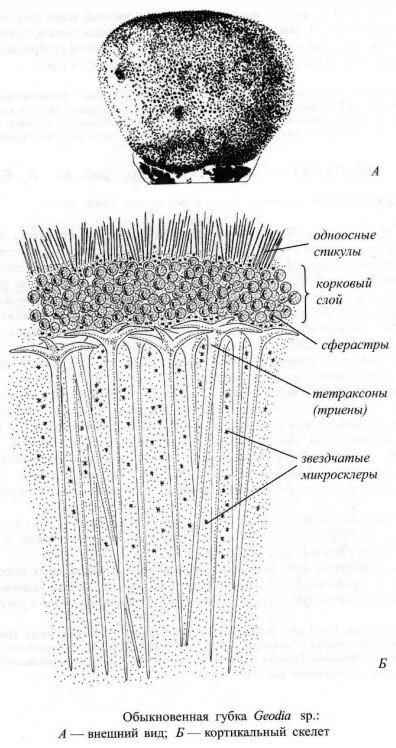 А
одноосные
спикулы
корковый
слой
сферастры
тетраксоны
(триены)
звездчатые
микросклеры
Б
Обыкновенная губка Geodia sp.:
А — внешний вид; Б — кортикальный скелет